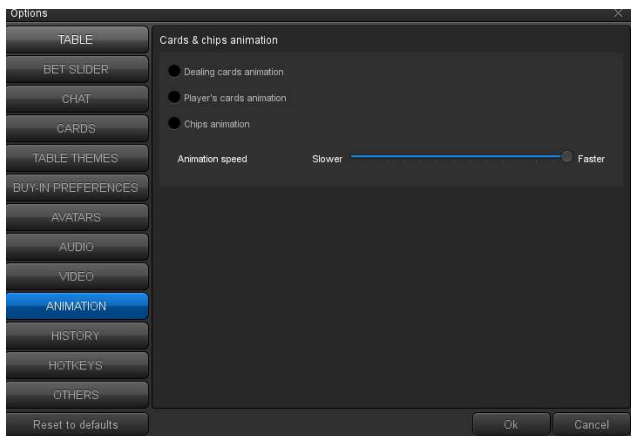 Options
TABLE
BET SLIDER
CHAT
CARDS
TABLE THEMES
BUY-IN PREFERENCES
AVATARS
AUDIO
VIDEO
ANIMATION
HISTORY
HOTKEYS
OTHERS
Reset to defaults
Cards & chips animation
Dealing cards animation
Player's cards animation
Chips animation
Animation speed Slower Faster
Ok Cancel